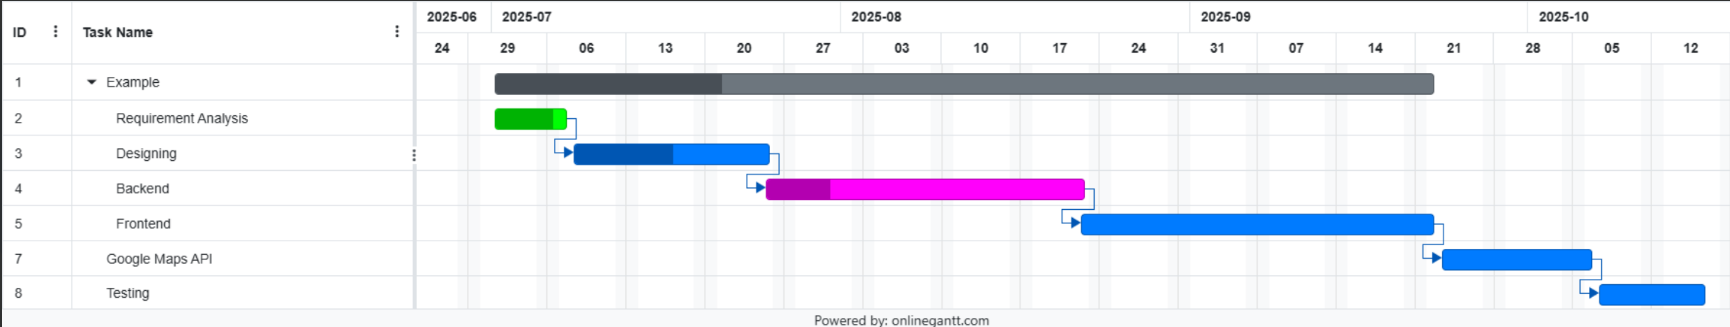 ID Task Name 2025-06 2025-07 2025-08 2025-09 2025-10
24 29 06 13 20 27 03 10 17 24 31 07 14 21 28 05 12
1 Example
2 Requirement Analysis
3 Designing
4 Backend
5 Frontend
7 Google Maps API
8 Testing
Powered by: onlinegantt.com